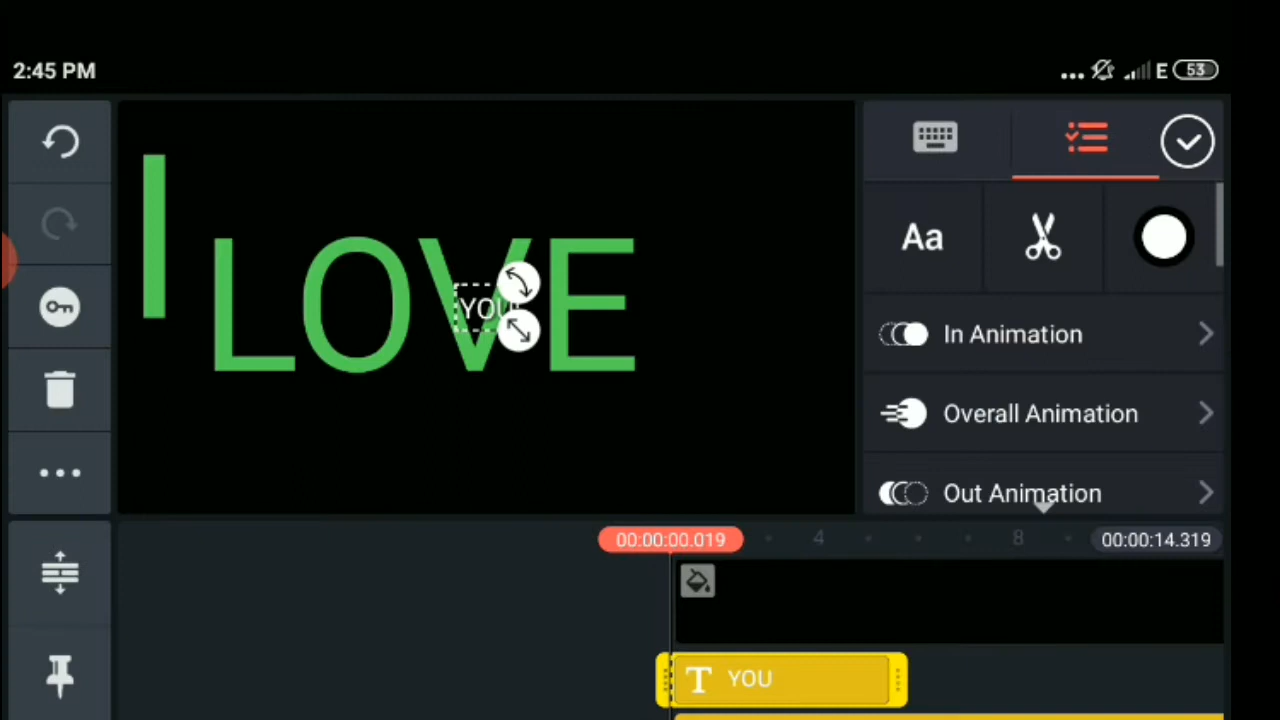 2:45 PM
E 53
I
LOVE
YOU
Aa
In Animation
Overall Animation
Out Animation
00:00:00.019
4
8
00:00:14.319
T YOU